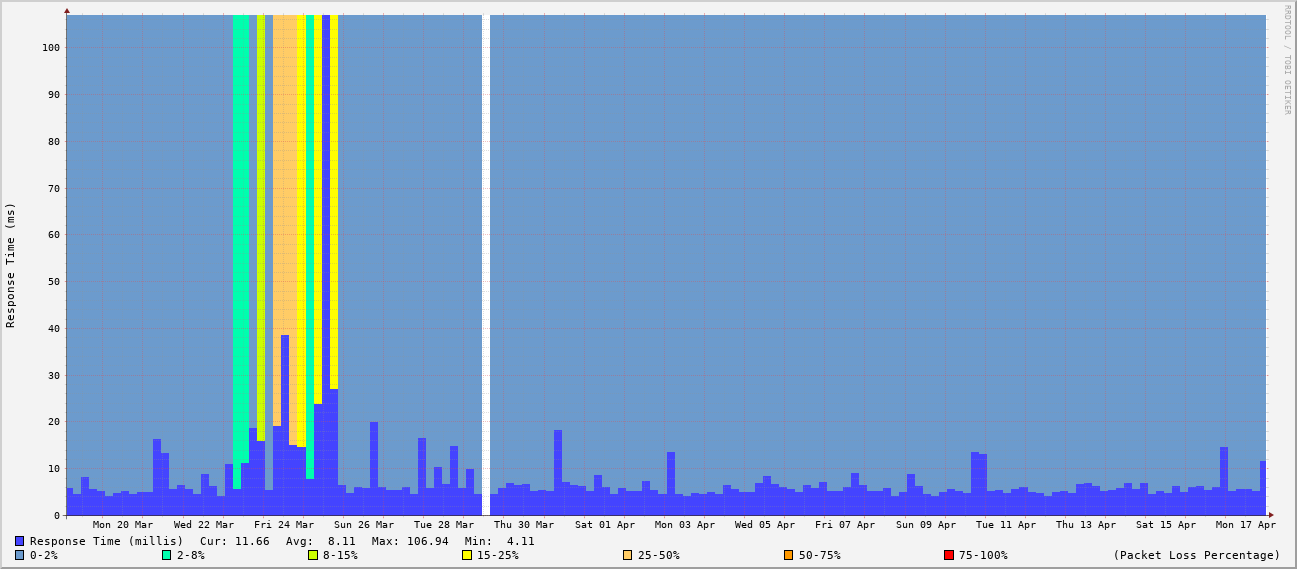 RRDTOOL / TOBI OETIKER
Response Time (ms)
100
90
80
70
60
50
40
30
20
10
0
Mon 20 Mar Wed 22 Mar Fri 24 Mar Sun 26 Mar Tue 28 Mar Thu 30 Mar Sat 01 Apr Mon 03 Apr Wed 05 Apr Fri 07 Apr Sun 09 Apr Tue 11 Apr Thu 13 Apr Sat 15 Apr Mon 17 Apr
Response Time (millis) Cur: 11.66 Avg: 8.11 Max: 106.94 Min: 4.11
0-2% 2-8% 8-15% 15-25% 25-50% 50-75% 75-100% (Packet Loss Percentage)